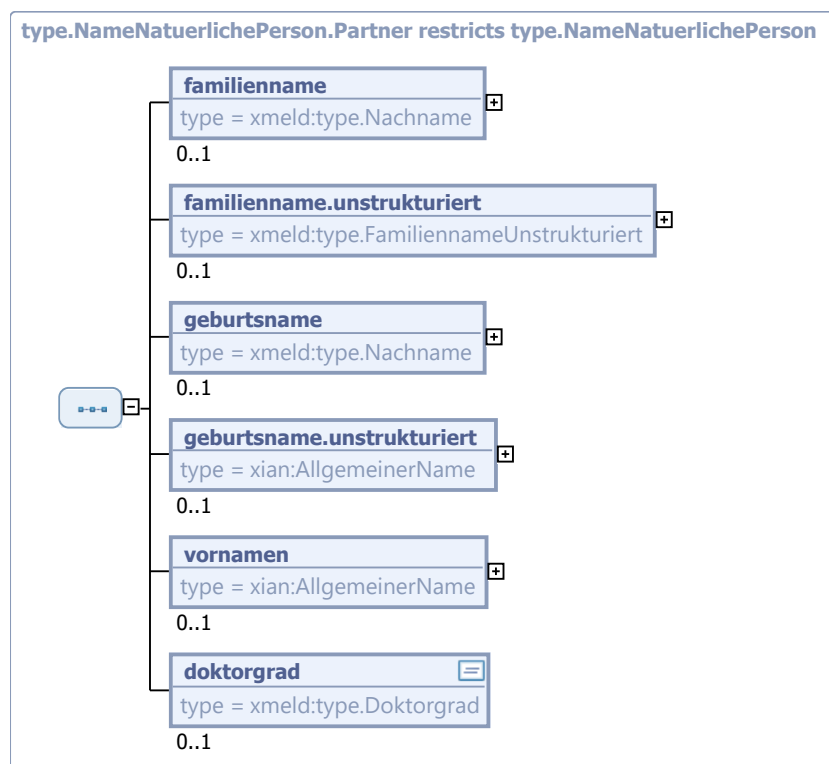 type.NameNatuerlichePerson.Partner restricts type.NameNatuerlichePerson
familienname
type = xmeld:type.Nachname
0..1
familienname.unstrukturiert
type = xmeld:type.FamiliennameUnstrukturiert
0..1
geburtsname
type = xmeld:type.Nachname
0..1
geburtsname.unstrukturiert
type = xian:AllgemeinerName
0..1
vornamen
type = xian:AllgemeinerName
0..1
doktorgrad
type = xmeld:type.Doktorgrad
0..1